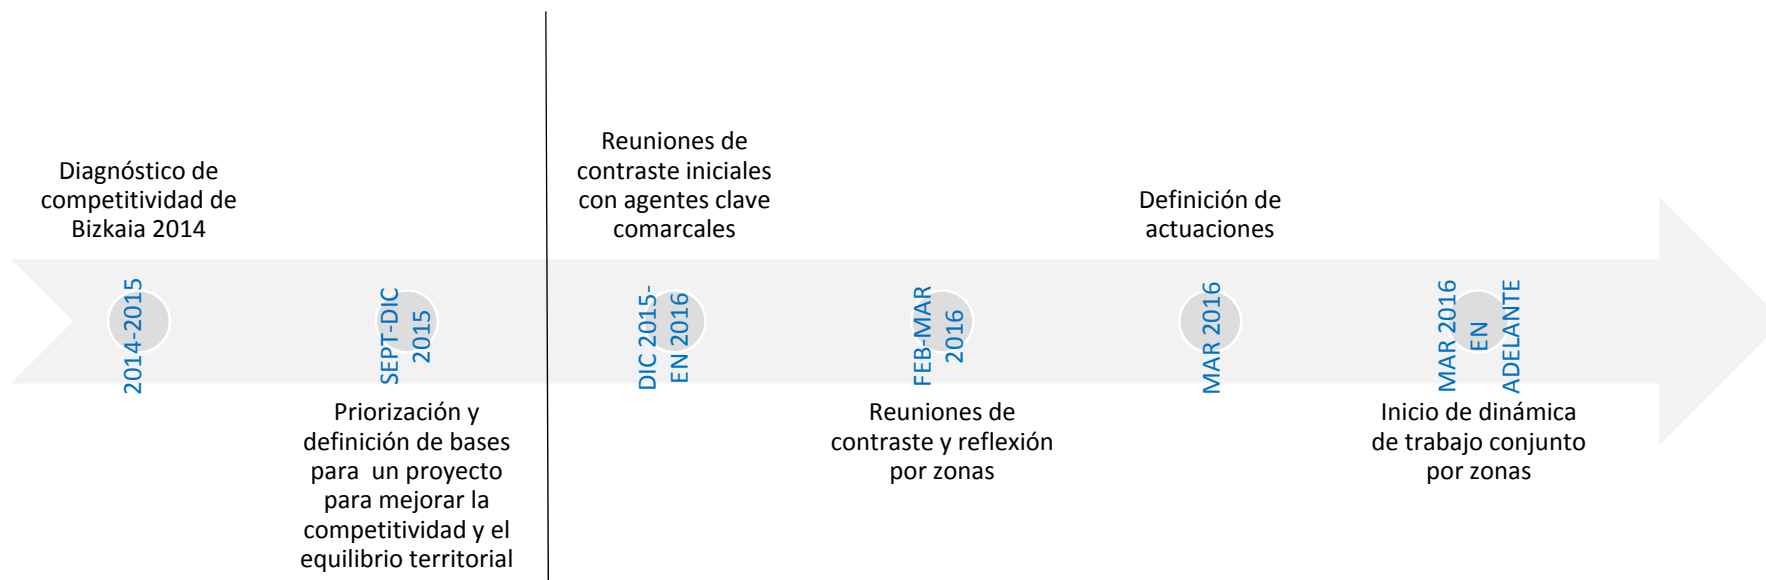 Diagnóstico de
competitividad de
Bizkaia 2014
2014-2015
SEPT-DIC
2015
Priorización y
definición de bases
para un proyecto
para mejorar la
competitividad y el
equilibrio territorial
Reuniones de
contraste iniciales
con agentes clave
comarcales
DIC 2015-
EN 2016
FEB-MAR
2016
Reuniones de
contraste y reflexión
por zonas
Definición de
actuaciones
MAR 2016
MAR 2016
EN
ADELANTE
Inicio de dinámica
de trabajo conjunto
por zonas